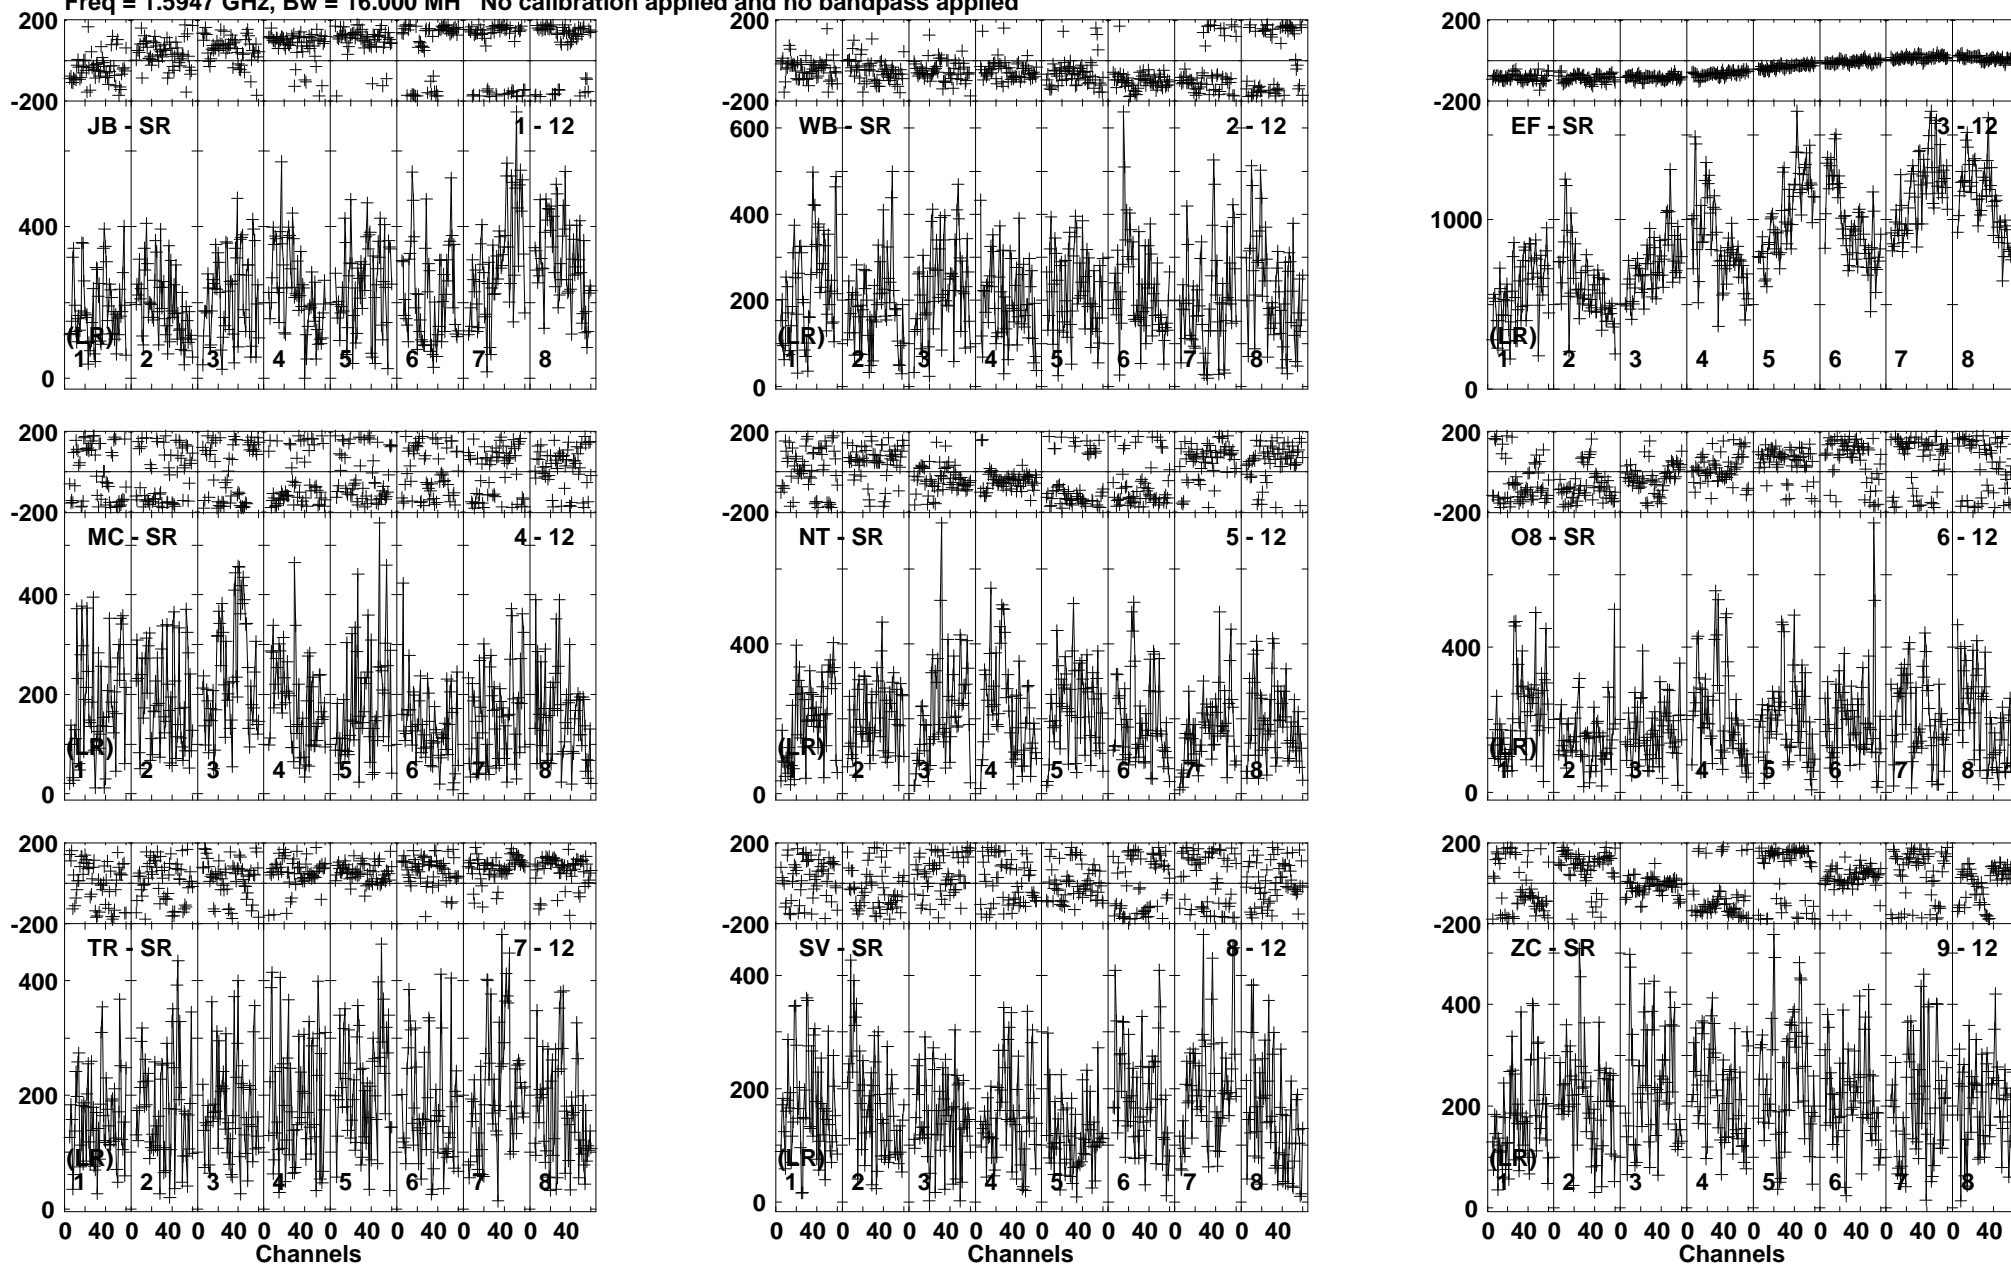 Freq = 1.5947 GHz, Bw = 16.000 MH No calibration applied and no bandpass applied
200 200 200
-200 -200 -200
JB - SR 1 - 12 WB - SR 2 - 12 EF - SR 3 - 12
600
400 400 1000
200
(LR) (LR) (LR)
1 2 3 4 5 6 7 8 1 2 3 4 5 6 7 8 1 2 3 4 5 6 7 8
0 0 0
200 200 200
-200 -200 -200
MC - SR 4 - 12 NT - SR 5 - 12 O8 - SR 6 - 12
400 400 400
200
(LR) (LR) (LR)
1 2 3 4 5 6 7 8 1 2 3 4 5 6 7 8 1 2 3 4 5 6 7 8
0 0 0
200 200 200
-200 -200 -200
TR - SR 7 - 12 SV - SR 8 - 12 ZC - SR 9 - 12
400 400 400
200 200 200
(LR) (LR) (LR)
1 2 3 4 5 6 7 8 1 2 3 4 5 6 7 8 1 2 3 4 5 6 7 8
0 0 0
0 40 0 40 0 40 0 40 0 40 0 40 0 40 0 40 0 40 0 40 0 40 0 40 0 40 0 40 0 40 0 40 0 40 0 40 0 40 0 40 0 40 0 40 0 40 0 40
Channels Channels Channels